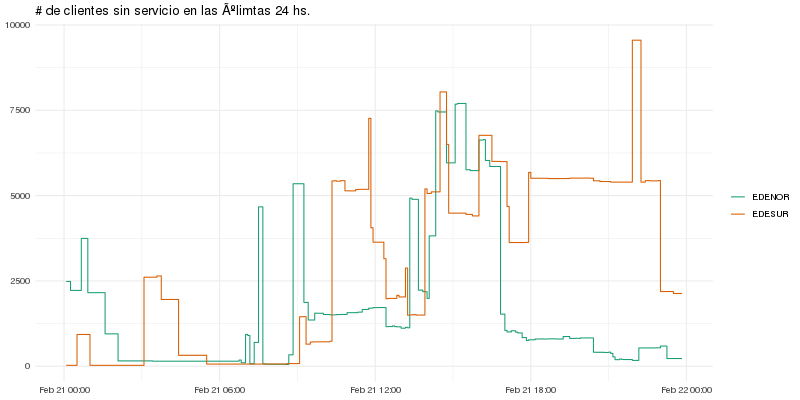 # de clientes sin servicio en las Ãºlimtas 24 hs.
10000
7500
5000
2500
0
EDENOR
EDESUR
Feb 21 00:00
Feb 21 06:00
Feb 21 12:00
Feb 21 18:00
Feb 22 00:00